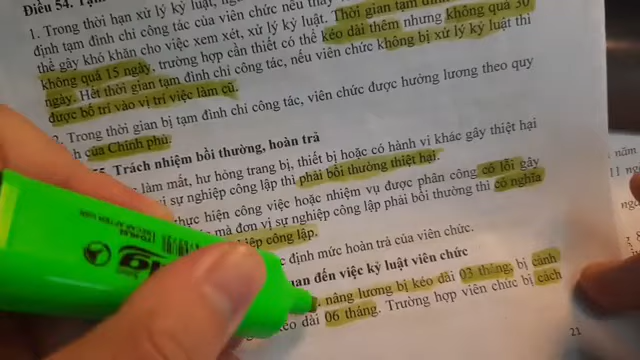 Điều 54.
1. Trong thời hạn xử lý kỷ luật,
định tạm đình chỉ công tác của viên chức nếu thấy
thể gây khó khăn cho việc xem xét, xử lý kỷ luật. Thời gian tạm
không quá 15 ngày, trường hợp cần thiết có thể kéo dài thêm nhưng không quá 30
ngày. Hết thời gian tạm đình chỉ công tác, nếu viên chức không bị xử lý kỷ luật thì
được bố trí vào vị trí việc làm cũ.
2. Trong thời gian bị tạm đình chỉ công tác, viên chức được hưởng lương theo quy
của Chính phủ.
Trách nhiệm bồi thường, hoàn trả
làm mất, hư hỏng trang bị, thiết bị hoặc có hành vi khác gây thiệt hại
vị sự nghiệp công lập thì phải bồi thường thiệt hại.
thực hiện công việc hoặc nhiệm vụ được phân công có lỗi gây
mà đơn vị sự nghiệp công lập phải bồi thường thì có nghĩa
công lập.
định mức hoàn trả của viên chức.
quan đến việc kỷ luật viên chức
nâng lương bị kéo dài 03 tháng, bị cảnh
kéo dài 06 tháng. Trường hợp viên chức bị cách
21
năm
11